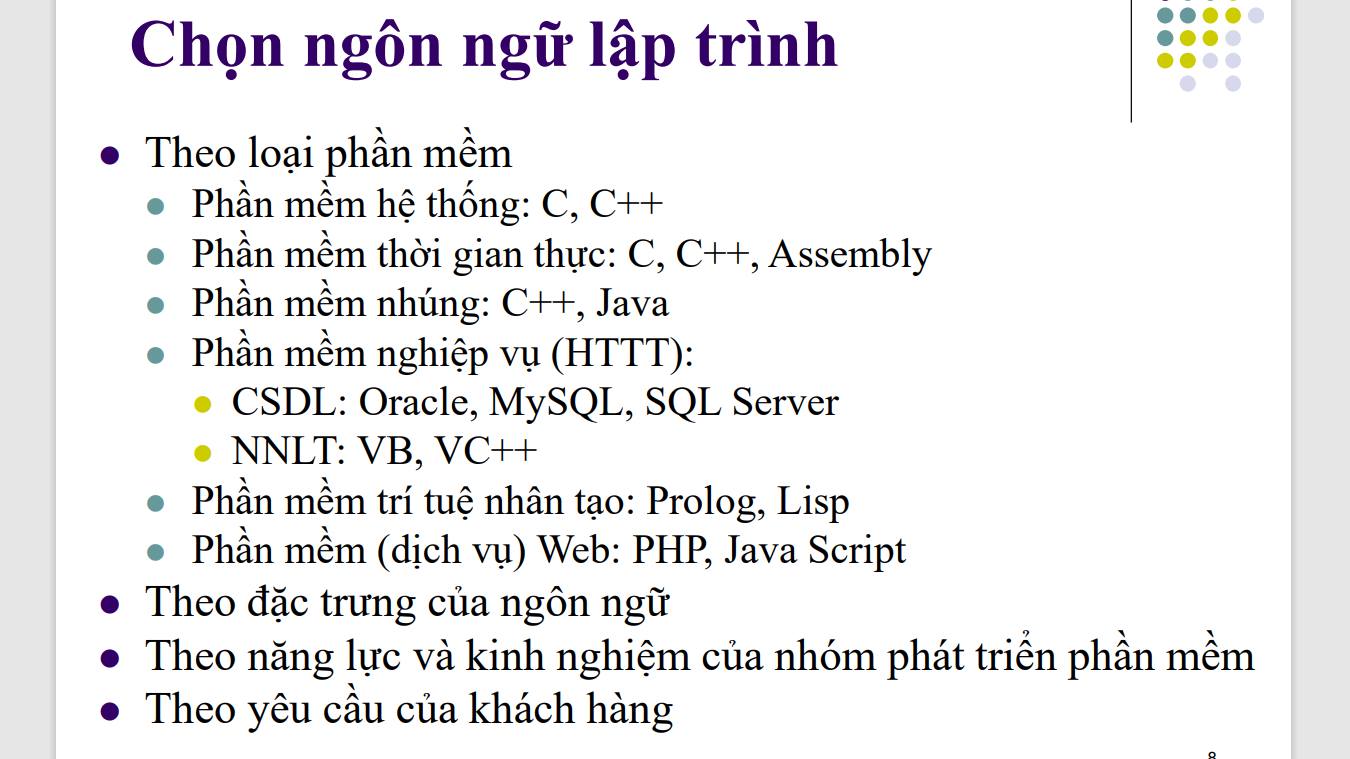 Chọn ngôn ngữ lập trình
Theo loại phần mềm
Phần mềm hệ thống: C, C++
Phần mềm thời gian thực: C, C++, Assembly
Phần mềm nhúng: C++, Java
Phần mềm nghiệp vụ (HTTT):
CSDL: Oracle, MySQL, SQL Server
NNLT: VB, VC++
Phần mềm trí tuệ nhân tạo: Prolog, Lisp
Phần mềm (dịch vụ) Web: PHP, Java Script
Theo đặc trưng của ngôn ngữ
Theo năng lực và kinh nghiệm của nhóm phát triển phần mềm
Theo yêu cầu của khách hàng
8